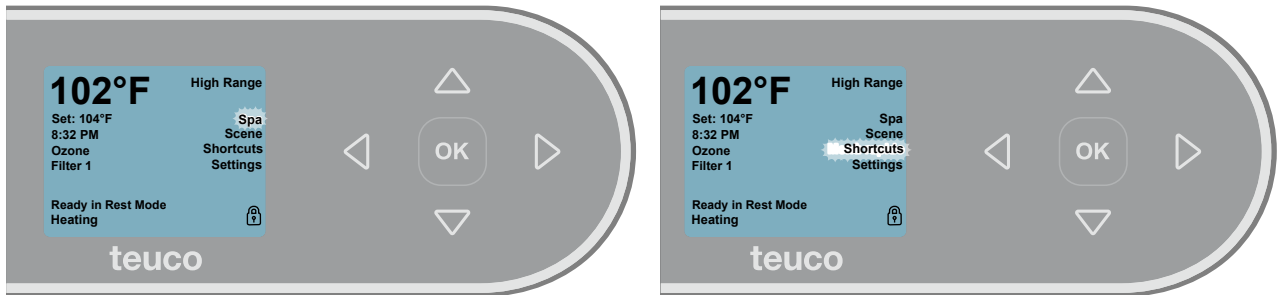 102°F High Range
Set: 104°F Spa
8:32 PM Scene
Ozone Shortcuts
Filter 1 Settings
Ready in Rest Mode
Heating
OK
teuco
102°F High Range
Set: 104°F Spa
8:32 PM Scene
Ozone Shortcuts
Filter 1 Settings
Ready in Rest Mode
Heating
OK
teuco